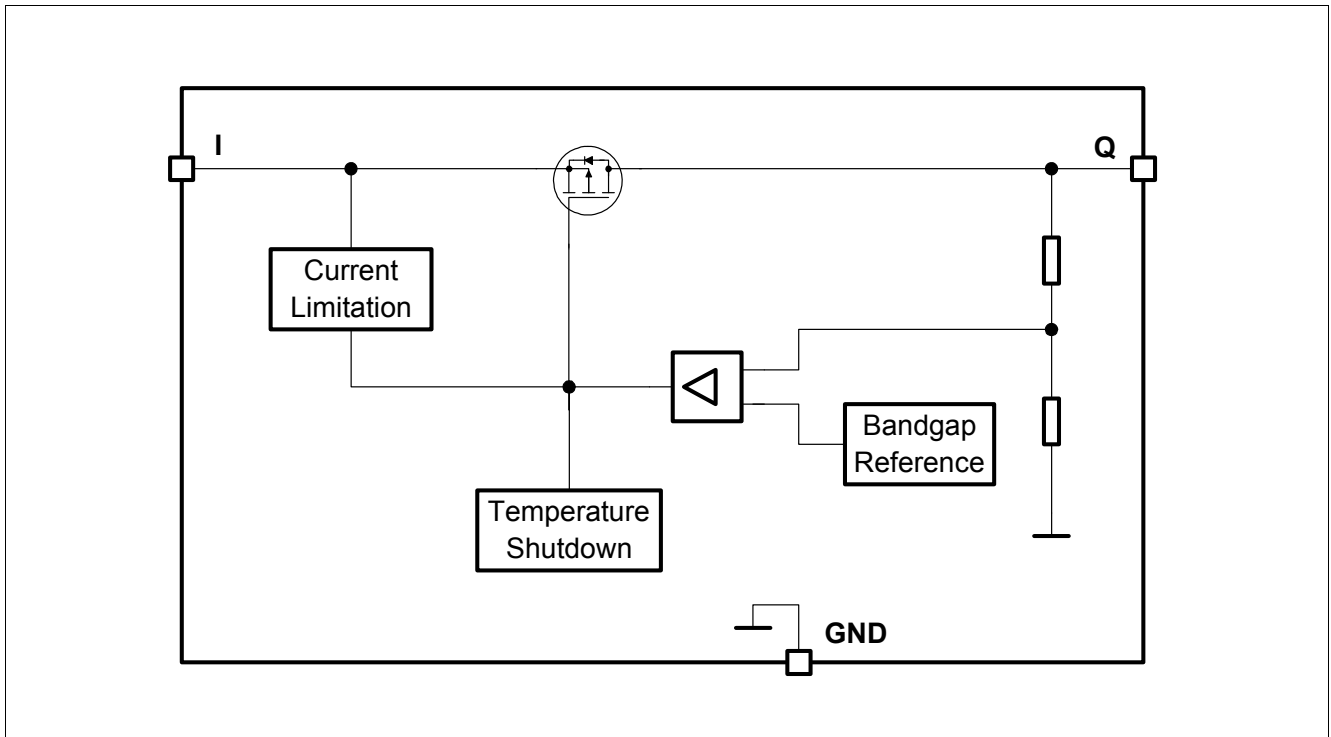 I
Q
Current
Limitation
Bandgap
Reference
Temperature
Shutdown
GND